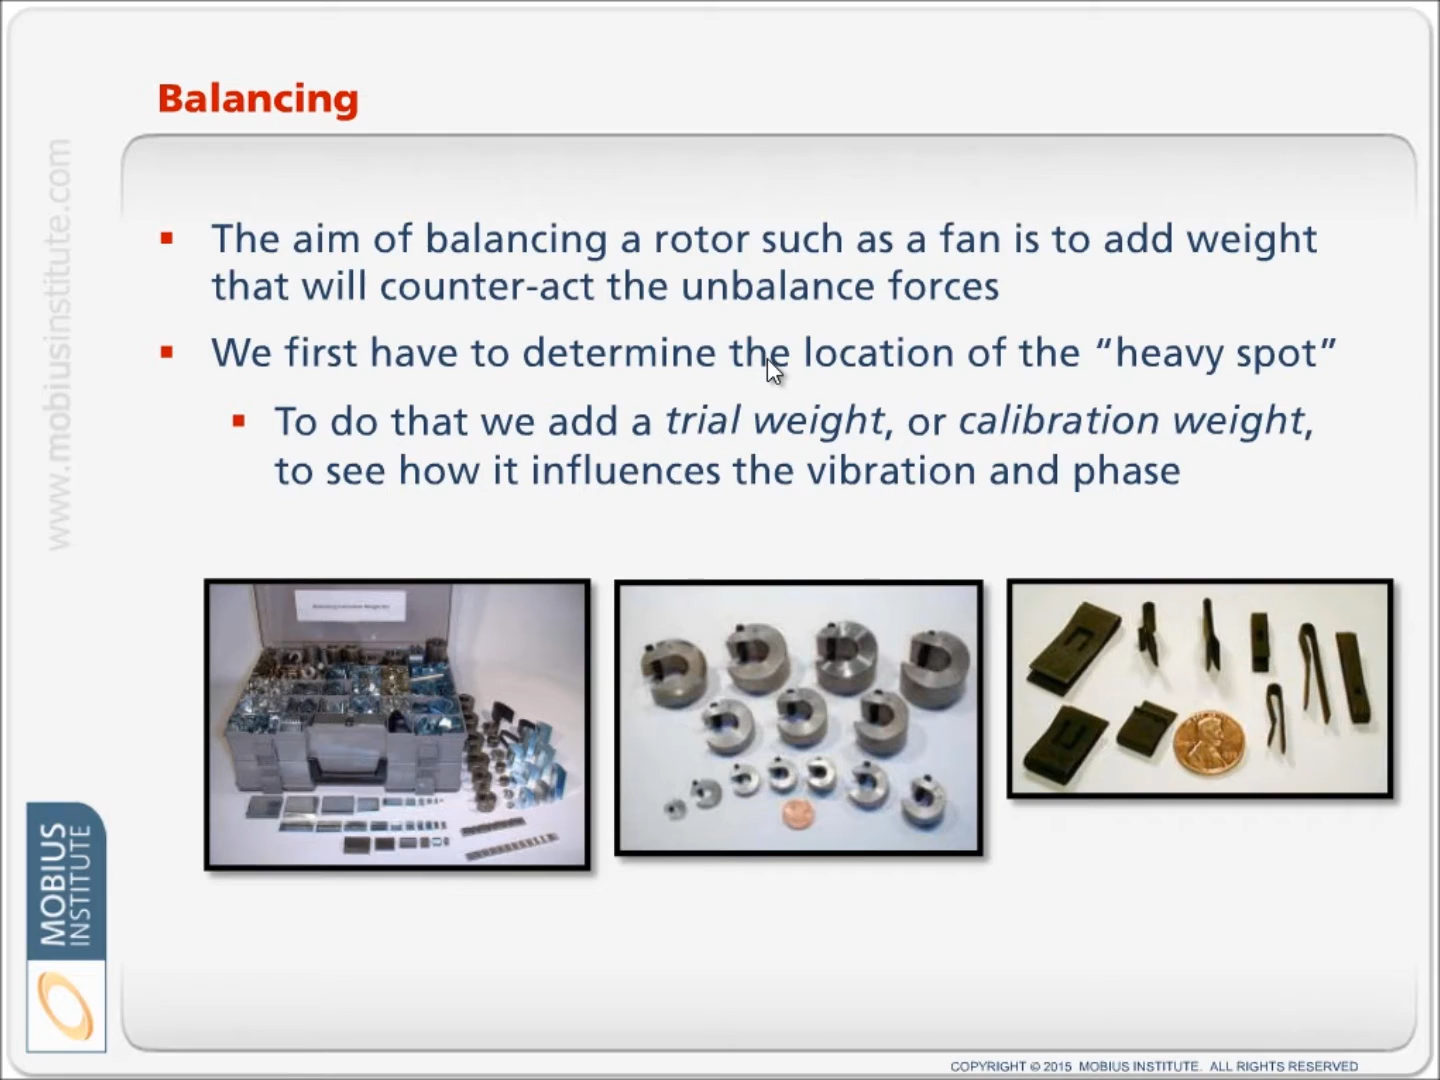 Balancing
The aim of balancing a rotor such as a fan is to add weight
that will counter-act the unbalance forces
We first have to determine the location of the “heavy spot”
To do that we add a trial weight, or calibration weight,
to see how it influences the vibration and phase
www.mobiusinstitute.com
MOBIUS
INSTITUTE
COPYRIGHT © 2015 MOBIUS INSTITUTE. ALL RIGHTS RESERVED